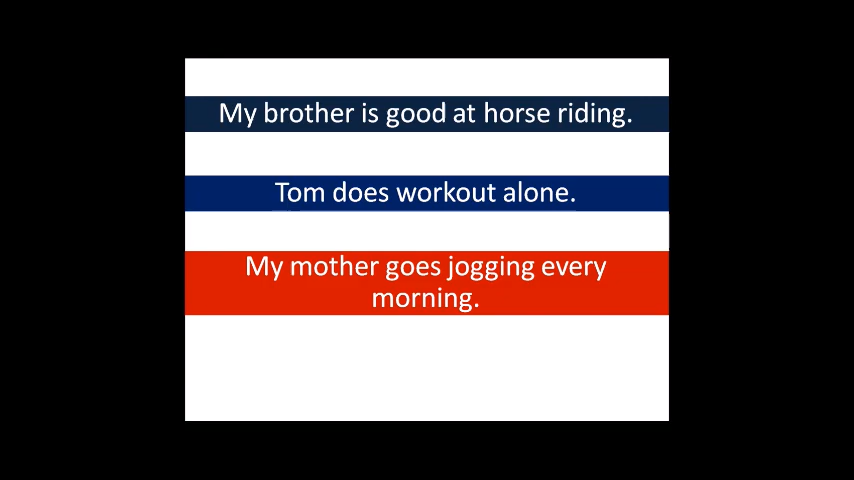 My brother is good at horse riding.
Tom does workout alone.
My mother goes jogging every
morning.